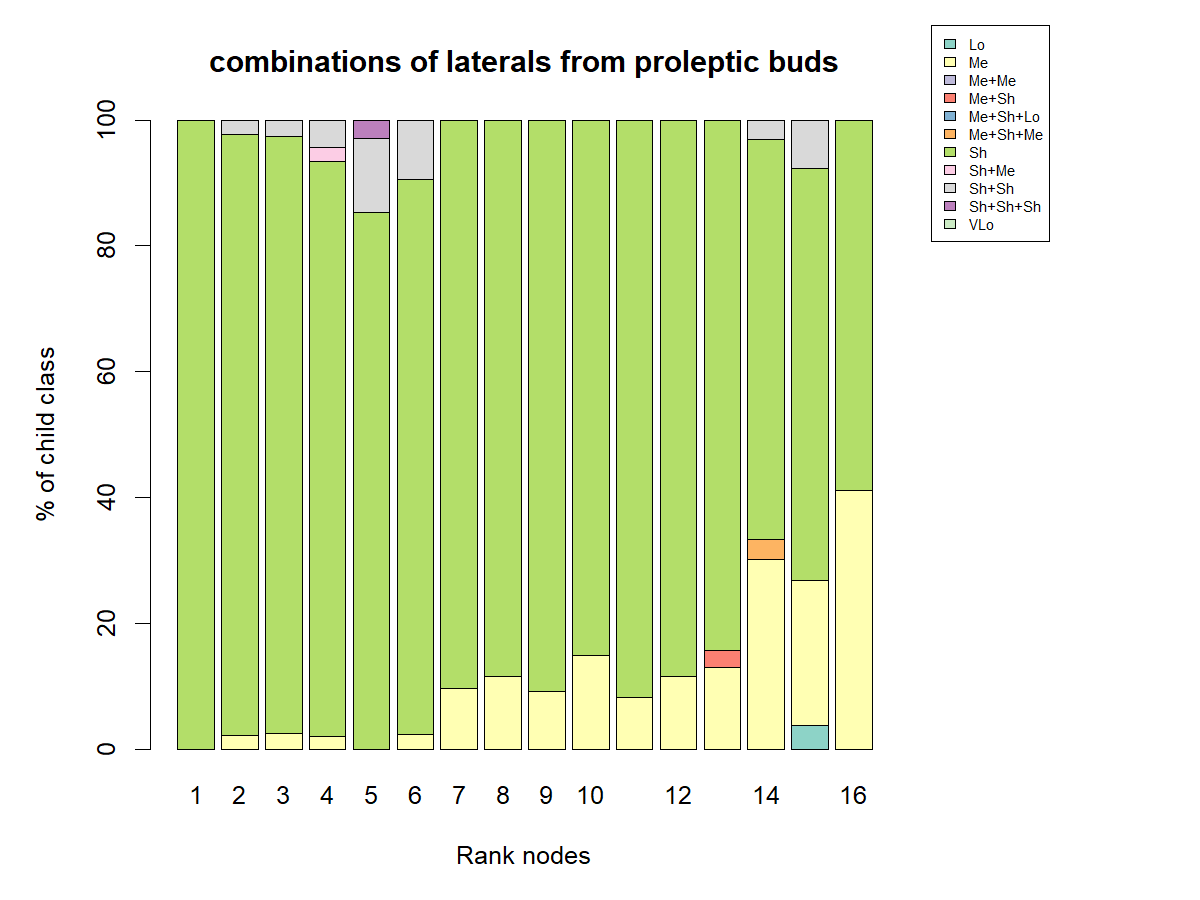 combinations of laterals from proleptic buds
Lo
Me
Me+Me
Me+Sh
Me+Sh+Lo
Me+Sh+Me
Sh
Sh+Me
Sh+Sh
Sh+Sh+Sh
VLo
% of child class
100
80
60
40
20
0
1 2 3 4 5 6 7 8 9 10 12 14 16
Rank nodes